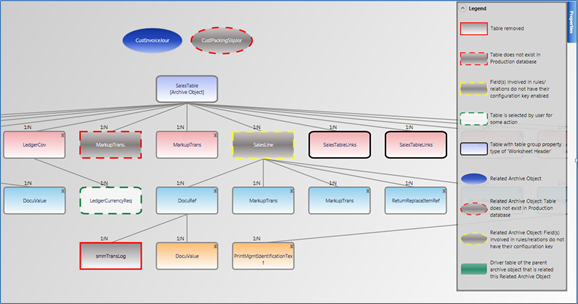 Legend
Properties
Table removed
Table does not exist in
Production database
Field(s) involved in rules/
relations do not have their
configuration key enabled
Table is selected by user for
some action
Table with table group property
type of 'Worksheet Header'
Related Archive Object
Related Archive Object: Table
does not exist in Production
database
Related Archive Object: Field(s)
involved in rules/relations do not
have their configuration key
Driver table of the parent
archive object that is related
this Related Archive Object
CustInvoiceJour
CustPackingSlipJour
SalesTable
[Archive Object]
1:N
1:N
1:N
1:N
1:N
1:N
LedgerCov
MarkupTrans
MarkupTrans
SalesLine
SalesTableLinks
SalesTableLinks
1:N
1:N
1:N
1:N
1:N
1:N
DocuValue
LedgerCurrencyReq
DocuRef
MarkupTrans
MarkupTrans
ReturnReplaceItemRef
1:N
1:N
1:N
smmTransLog
DocuValue
PrintMgmtIdentificationTex
t